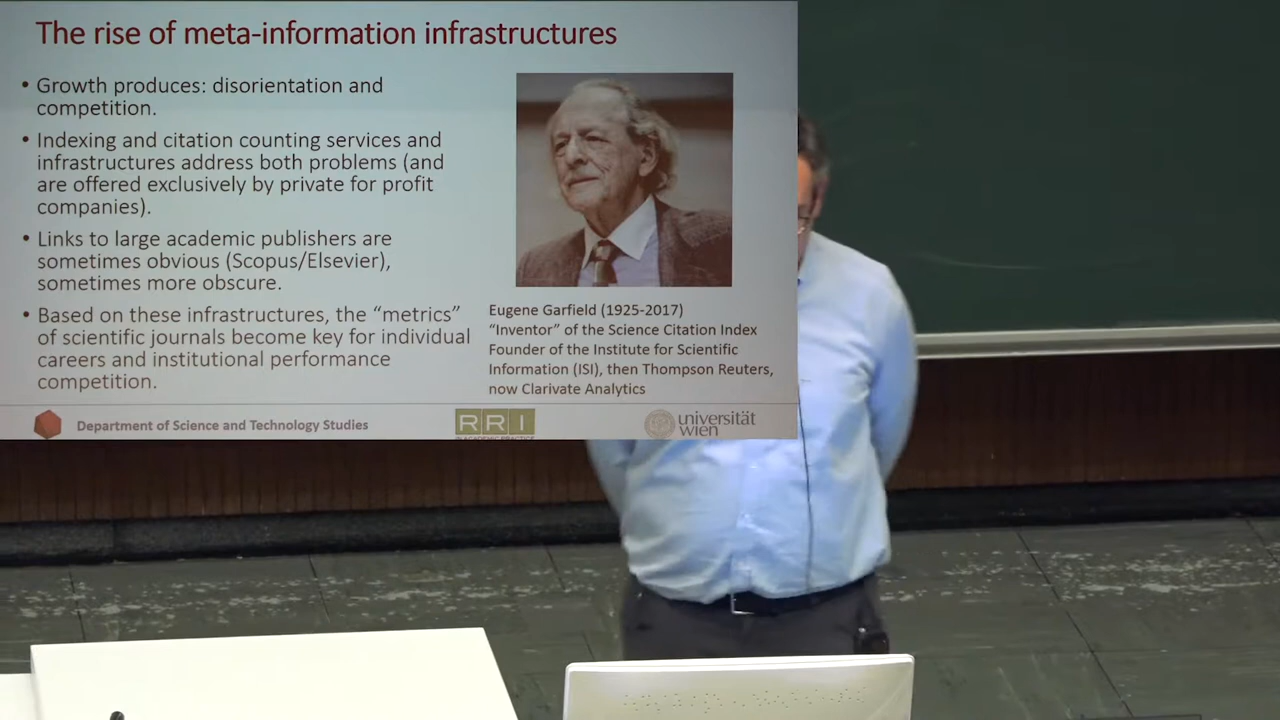 The rise of meta-information infrastructures
• Growth produces: disorientation and
competition.
• Indexing and citation counting services and
infrastructures address both problems (and
are offered exclusively by private for profit
companies).
• Links to large academic publishers are
sometimes obvious (Scopus/Elsevier),
sometimes more obscure.
• Based on these infrastructures, the “metrics”
of scientific journals become key for individual
careers and institutional performance
competition.
Eugene Garfield (1925-2017)
“Inventor” of the Science Citation Index
Founder of the Institute for Scientific
Information (ISI), then Thompson Reuters,
now Clarivate Analytics
Department of Science and Technology Studies
RRI
IN ACADEMIC PRACTICE
universität
wien